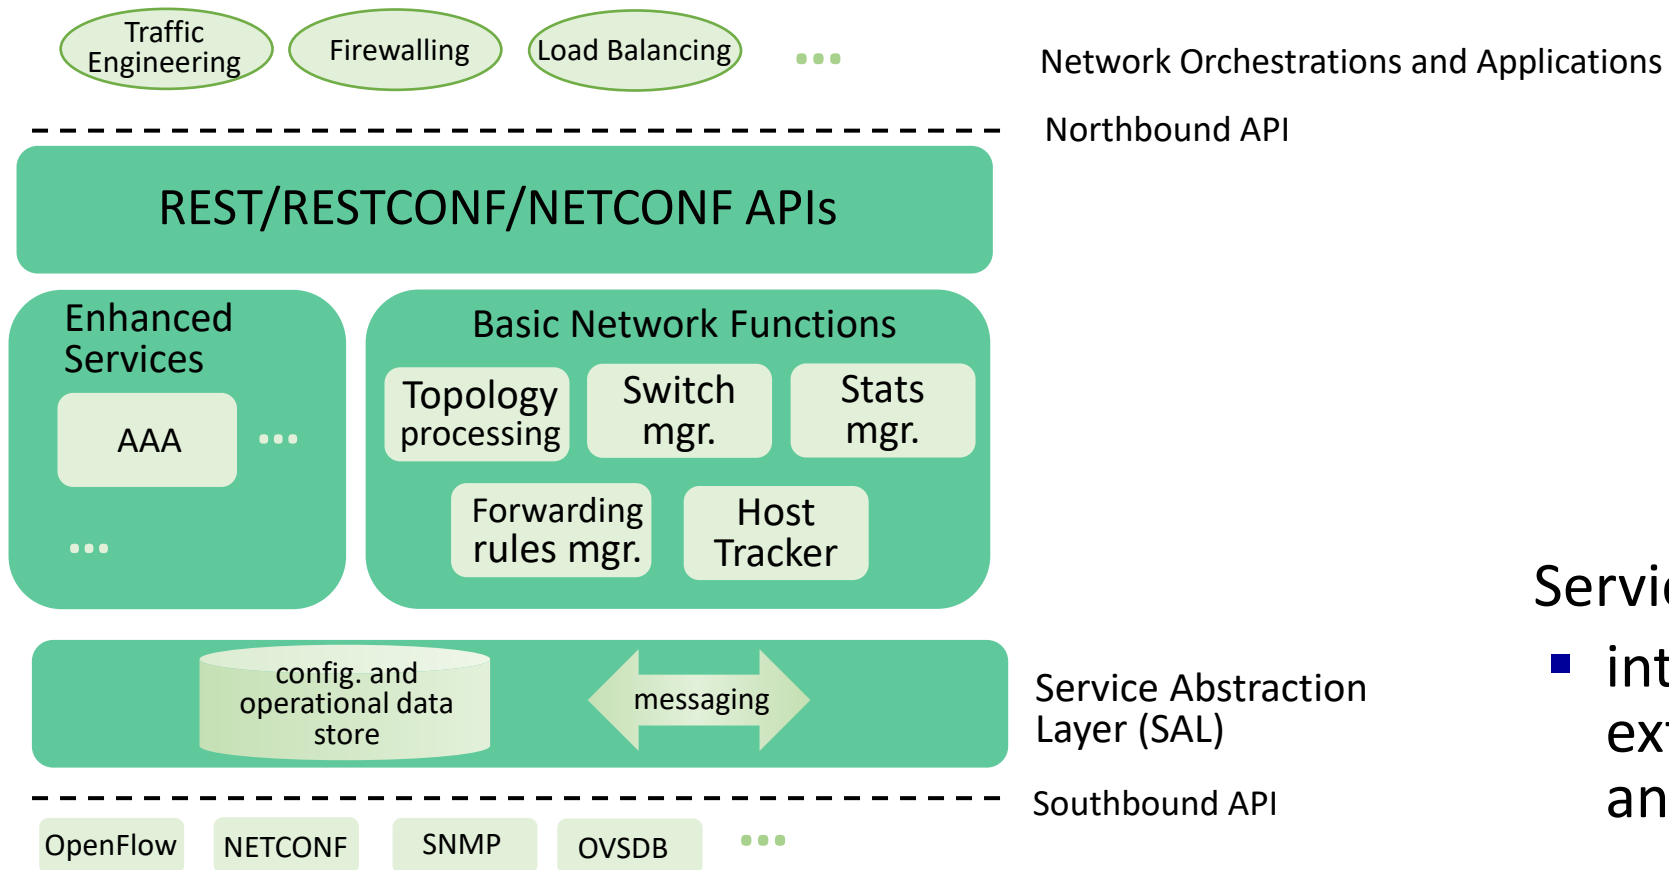 Traffic
Engineering
Firewalling
Load Balancing
...
Network Orchestrations and Applications
Northbound API
REST/RESTCONF/NETCONF APIs
Enhanced
Services
AAA
...
...
Basic Network Functions
Topology
processing
Switch
mgr.
Stats
mgr.
Forwarding
rules mgr.
Host
Tracker
config. and
operational data
store
messaging
Service Abstraction
Layer (SAL)
Southbound API
OpenFlow
NETCONF
SNMP
OVSDB
...